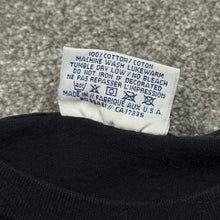 100% COTTON/COTON
MACHINE WASH LUKEWARM
TUMBLE DRY LOW / NO BLEACH
DO NOT IRON IF DECORATED
NE PAS REPASSER L'IMPRESSION
MADE IN/FABRIQUE AUX U.S.A.
CA17335